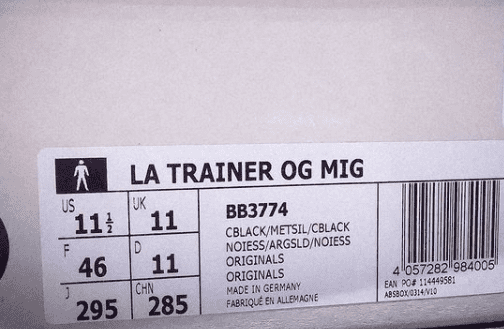 LA TRAINER OG MIG
US
11½
UK
11
F
46
D
11
J
295
CHN
285
BB3774
CBLACK/METSIL/CBLACK
NOIESS/ARGSLD/NOIESS
ORIGINALS
ORIGINALS
MADE IN GERMANY
FABRIQUÉ EN ALLEMAGNE
4 057282 984005
EAN PO# 114449581
ABSBOX/0314/V10